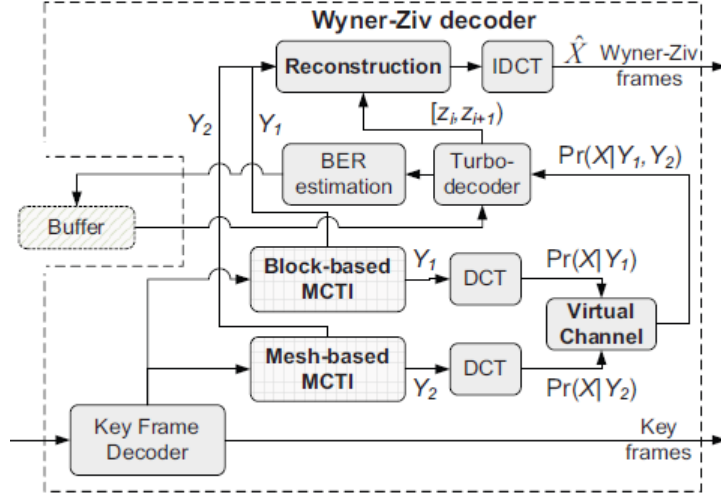 Wyner-Ziv decoder
Reconstruction
IDCT
X̂
Wyner-Ziv
frames
Y₂
Y₁
[zᵢ,zᵢ₊₁)
BER
estimation
Turbo-
decoder
Pr(X|Y₁,Y₂)
Buffer
Block-based
MCTI
Y₁
DCT
Pr(X|Y₁)
Virtual
Channel
Mesh-based
MCTI
Y₂
DCT
Pr(X|Y₂)
Key Frame
Decoder
Key
frames